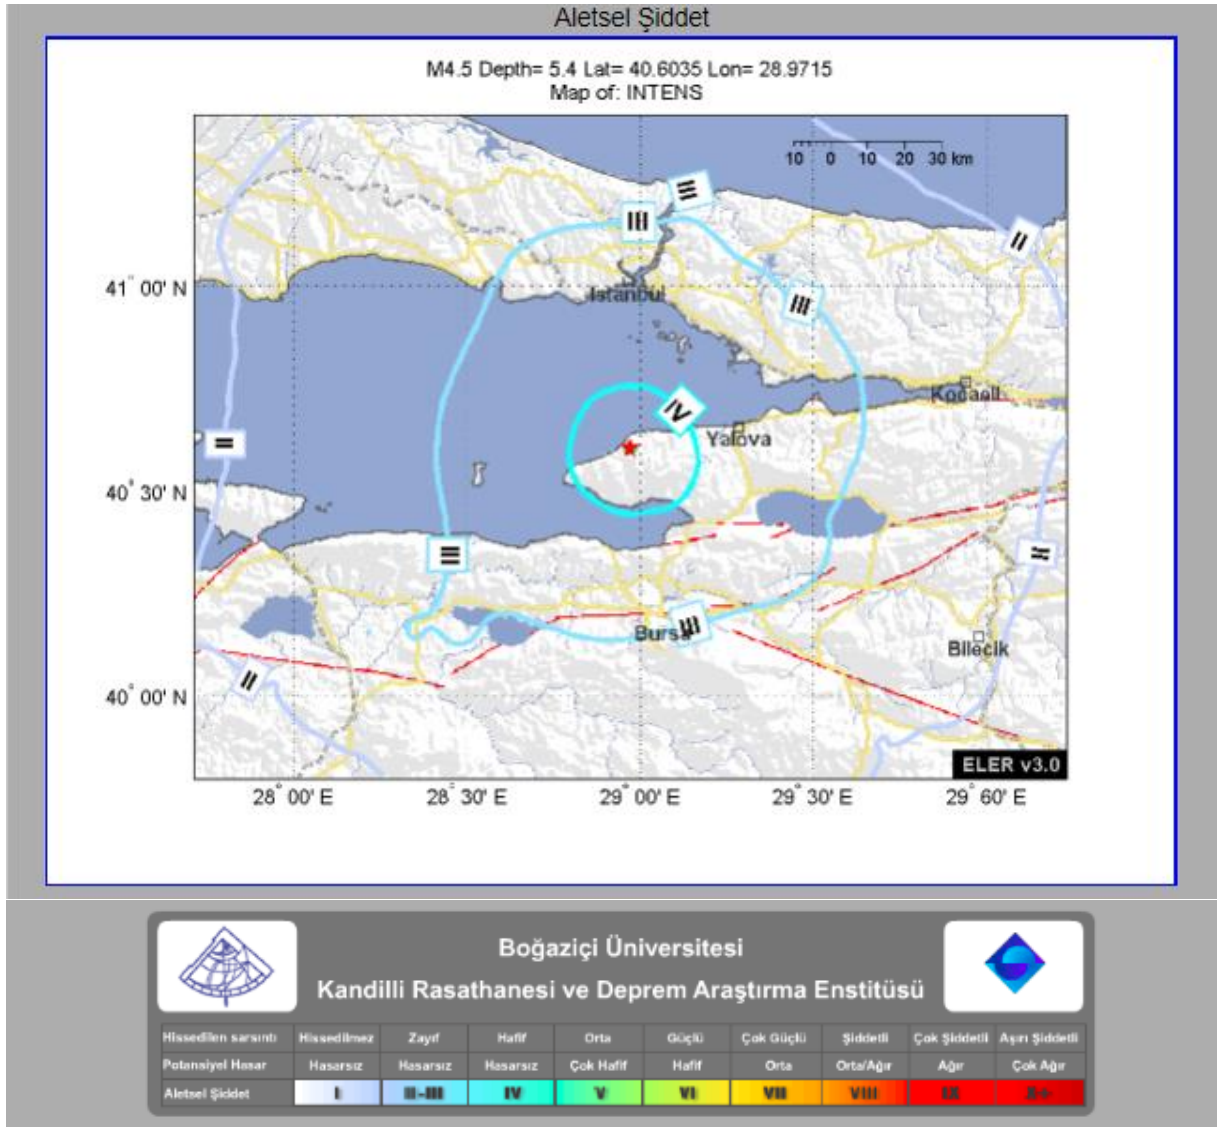 Aletsel Şiddet
M4.5 Depth= 5.4 Lat= 40.6035 Lon= 28.9715
Map of: INTENS
10 0 10 20 30 km
III
III
II
41° 00' N
Istanbul
III
IV
Kocaeli
II
Yalova
40° 30' N
III
II
III
Bursa
Bilecik
II
40° 00' N
ELER v3.0
28° 00' E 28° 30' E 29° 00' E 29° 30' E 29° 60' E
Boğaziçi Üniversitesi
Kandilli Rasathanesi ve Deprem Araştırma Enstitüsü
Hissedilen sarsıntı Hissedilmez Zayıf Hafif Orta Güçlü Çok Güçlü Şiddetli Çok Şiddetli Aşırı Şiddetli
Potansiyel Hasar Hasarsız Hasarsız Hasarsız Çok Hafif Hafif Orta Orta/Ağır Ağır Çok Ağır
Aletsel Şiddet I II-III IV V VI VII VIII IX X+